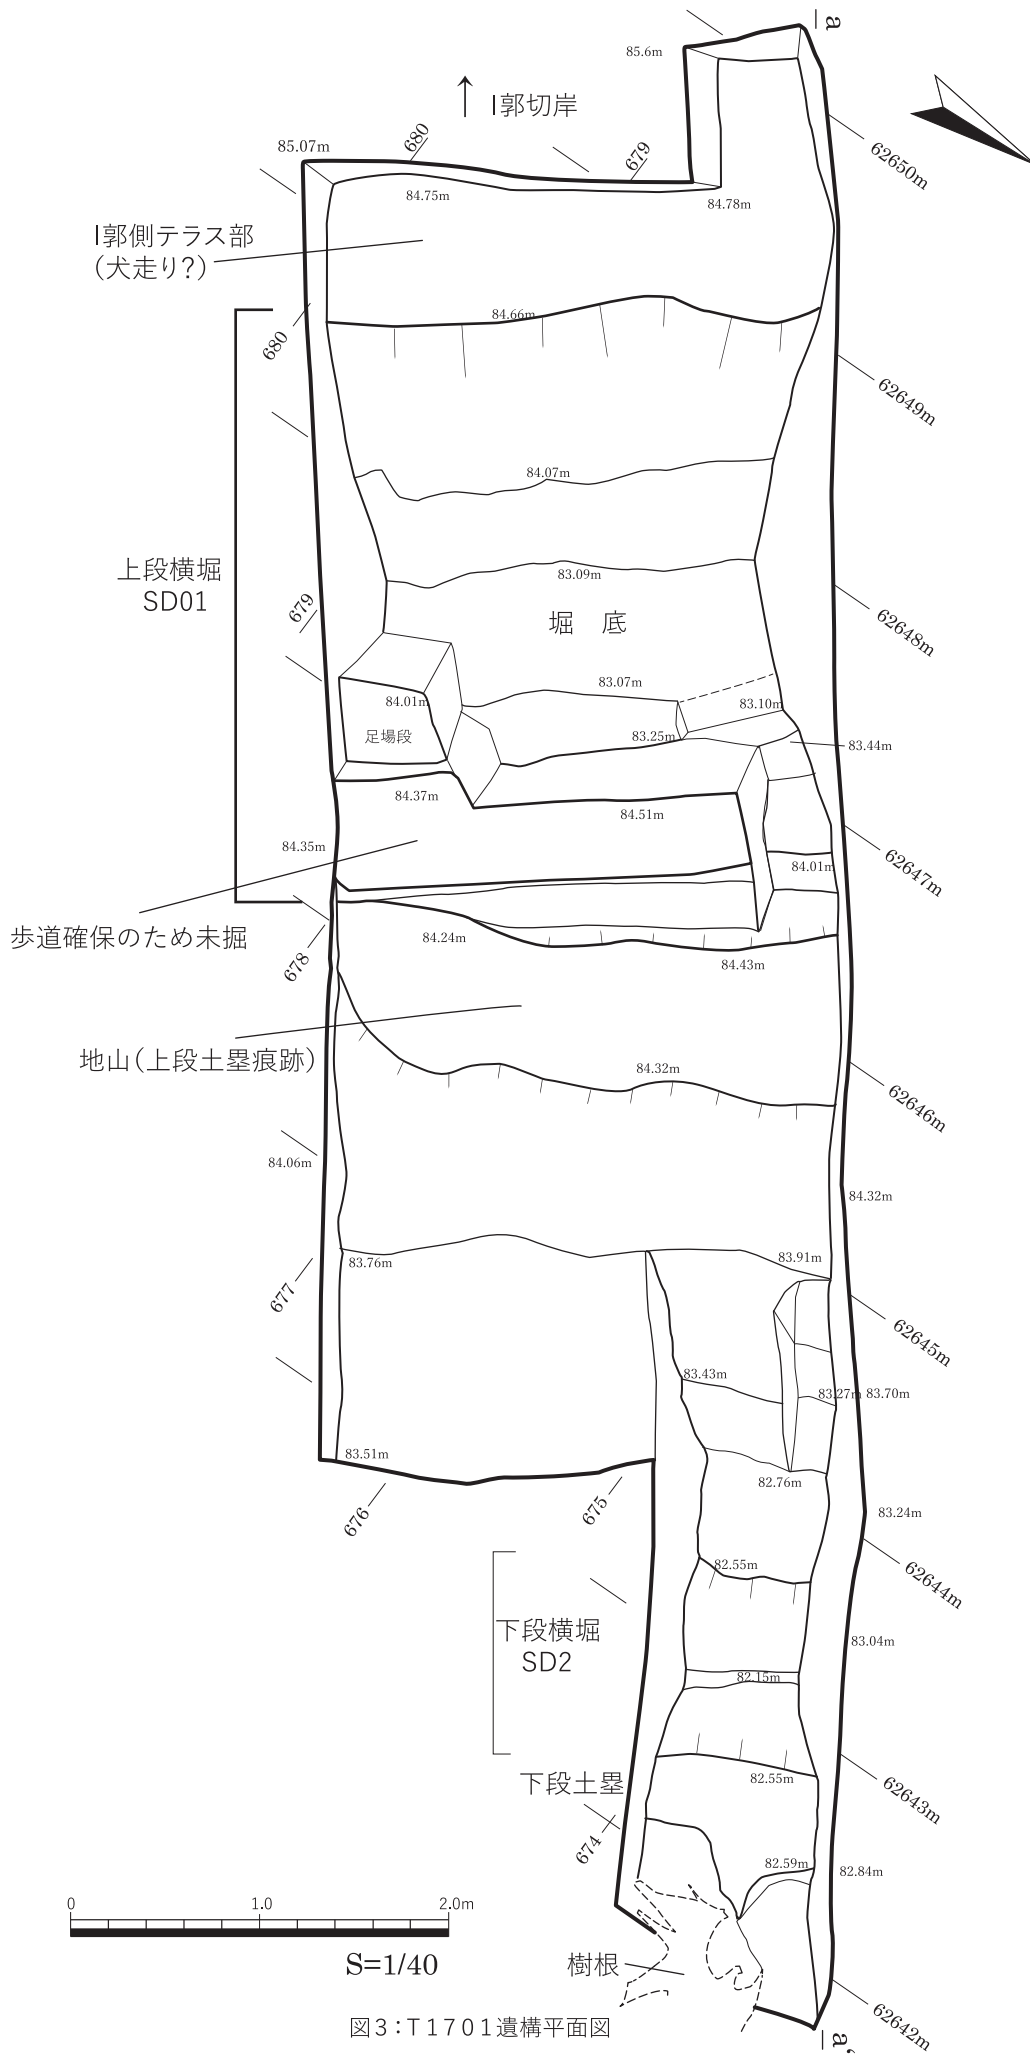 a
85.6m
I郭切岸
680
679
62650m
85.07m
84.75m
84.78m
I郭側テラス部
(犬走り?)
84.66m
680
62649m
84.07m
上段横堀
SD01
83.09m
679
堀 底
62648m
83.07m
84.01m
83.10m
足場段
83.25m
83.44m
84.37m
84.51m
84.35m
84.01m
62647m
歩道確保のため未掘
84.24m
678
84.43m
地山(上段土塁痕跡)
84.32m
62646m
84.06m
84.32m
83.76m
83.91m
677
62645m
83.43m
83.27m
83.70m
83.51m
82.76m
676
675
83.24m
82.55m
62644m
下段横堀
SD2
83.04m
82.15m
82.55m
下段土塁
62643m
674
82.59m
82.84m
0 1.0 2.0m
S=1/40
樹根
図3:T1701遺構平面図
62642m
a'